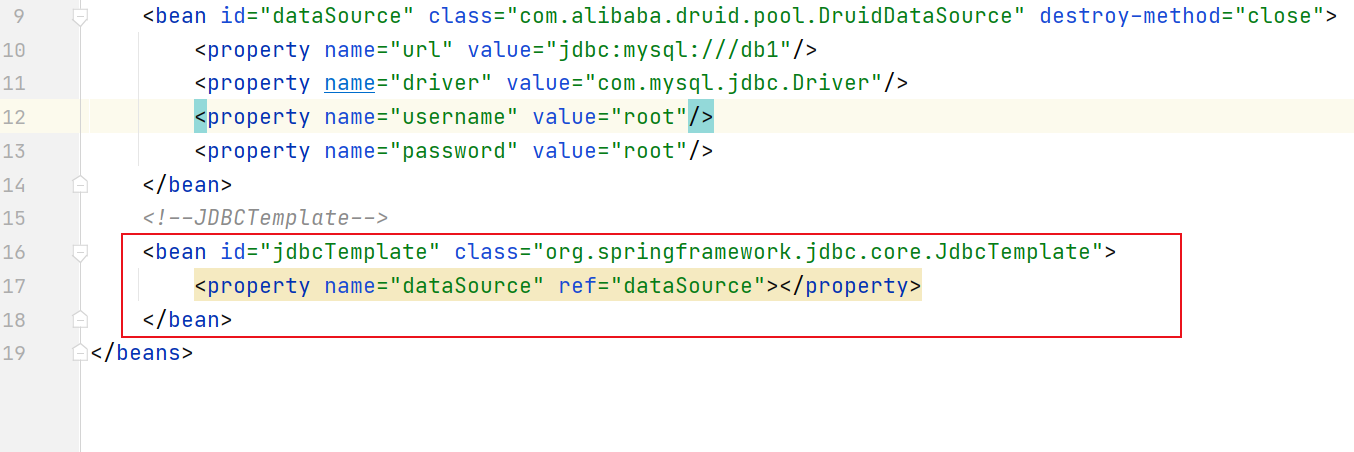 9 <bean id="dataSource" class="com.alibaba.druid.pool.DruidDataSource" destroy-method="close">
10 <property name="url" value="jdbc:mysql:///db1"/>
11 <property name="driver" value="com.mysql.jdbc.Driver"/>
12 <property name="username" value="root"/>
13 <property name="password" value="root"/>
14 </bean>
15 <!--JDBCTemplate-->
16 <bean id="jdbcTemplate" class="org.springframework.jdbc.core.JdbcTemplate">
17 <property name="dataSource" ref="dataSource"></property>
18 </bean>
19 </beans>